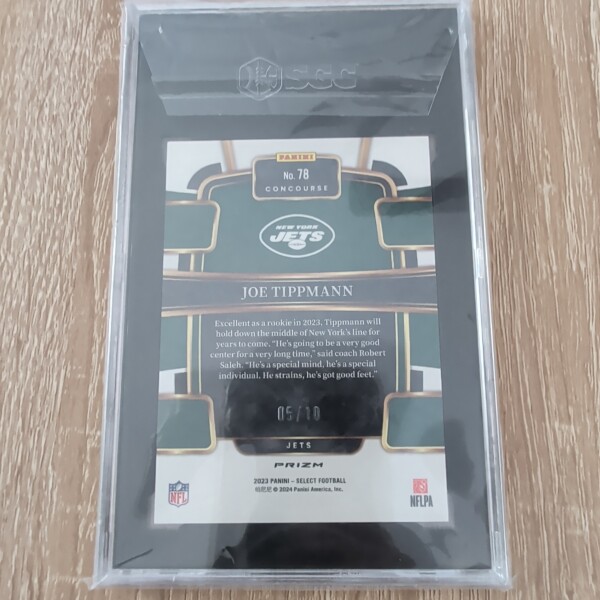 SGC
PANINI
No. 78
CONCOURSE
NEW YORK
JETS
JOE TIPPMANN
Excellent as a rookie in 2023, Tippmann will
hold down the middle of New York's line for
years to come. "He's going to be a very good
center for a very long time," said coach Robert
Saleh. "He's a special mind, he's a special
individual. He strains, he's got good feet."
05/10
JETS
PRIZM
2023 PANINI – SELECT FOOTBALL
© 2024 Panini America, Inc.
NFL
NFLPA